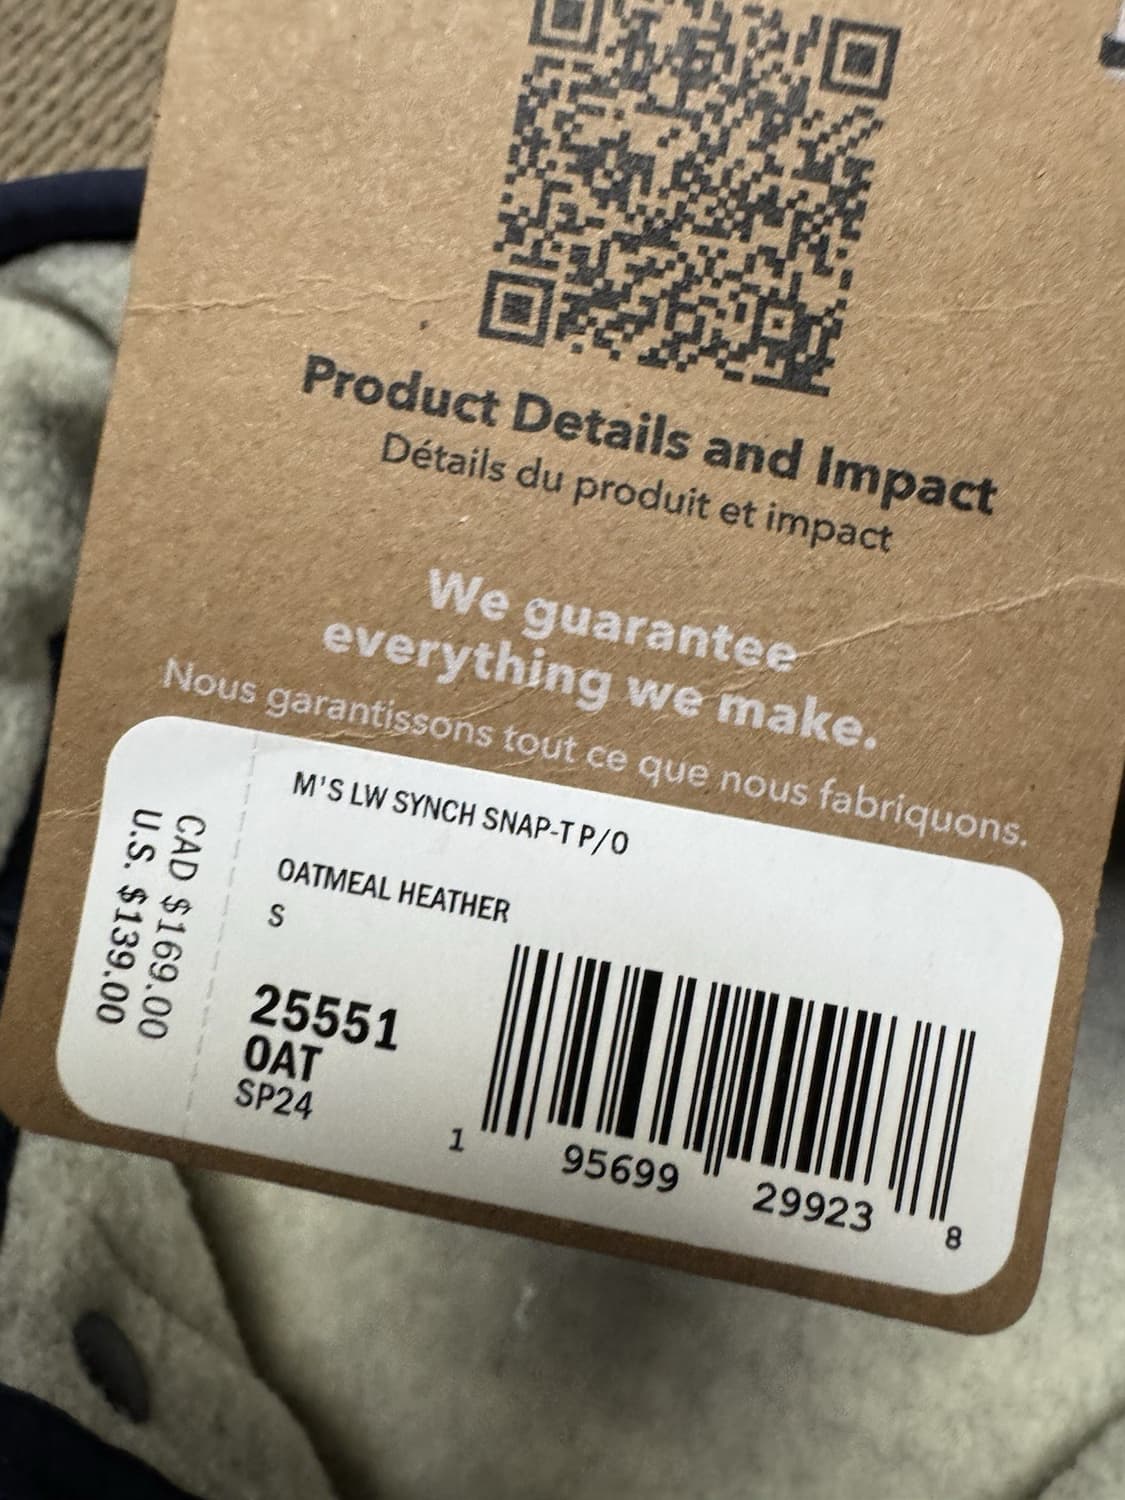 Product Details and Impact
Détails du produit et impact
We guarantee
everything we make.
Nous garantissons tout ce que nous fabriquons.
M'S LW SYNCH SNAP-T P/O
OATMEAL HEATHER
S
25551
OAT
SP24
CAD $169.00
U.S. $139.00
1 95699 29923 8